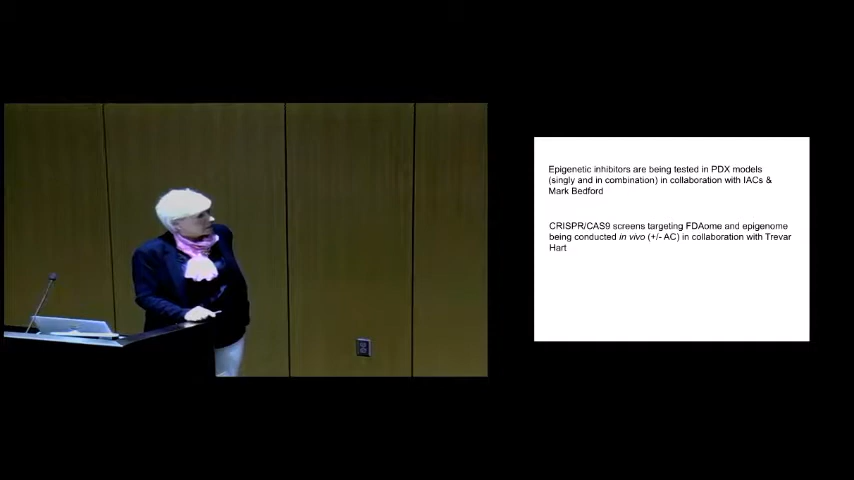 Epigenetic inhibitors are being tested in PDX models
(singly and in combination) in collaboration with IACs &
Mark Bedford
CRISPR/CAS9 screens targeting FDAome and epigenome
being conducted in vivo (+/- AC) in collaboration with Trevar
Hart